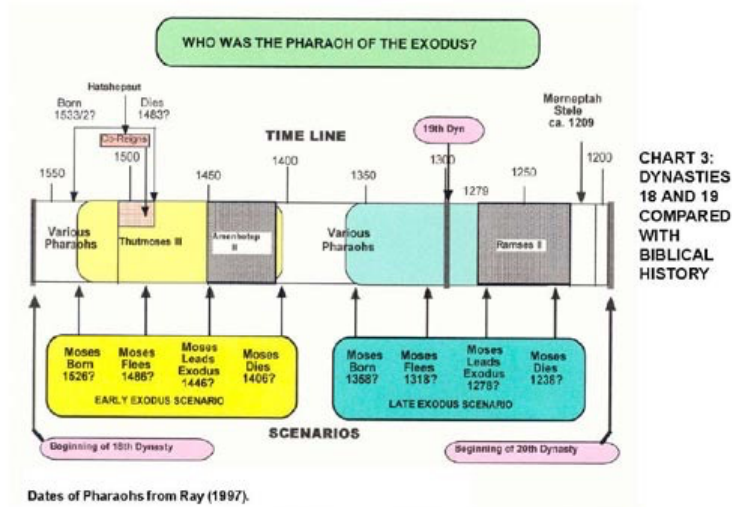 WHO WAS THE PHARAOH OF THE EXODUS?
Hatshepsut
Born
1533/2?
Dies
1483?
Co-Reigns
TIME LINE
19th Dyn
Merneptah
Stele
ca. 1209
1550
1500
1450
1400
1350
1300
1279
1250
1200
Various
Pharaohs
Thutmoses III
Amenhotep
II
Various
Pharaohs
Ramses II
CHART 3:
DYNASTIES
18 AND 19
COMPARED
WITH
BIBLICAL
HISTORY
Moses
Born
1526?
Moses
Flees
1486?
Moses
Leads
Exodus
1446?
Moses
Dies
1406?
EARLY EXODUS SCENARIO
Moses
Born
1358?
Moses
Flees
1318?
Moses
Leads
Exodus
1278?
Moses
Dies
1238?
LATE EXODUS SCENARIO
SCENARIOS
Beginning of 18th Dynasty
Beginning of 20th Dynasty
Dates of Pharaohs from Ray (1997).